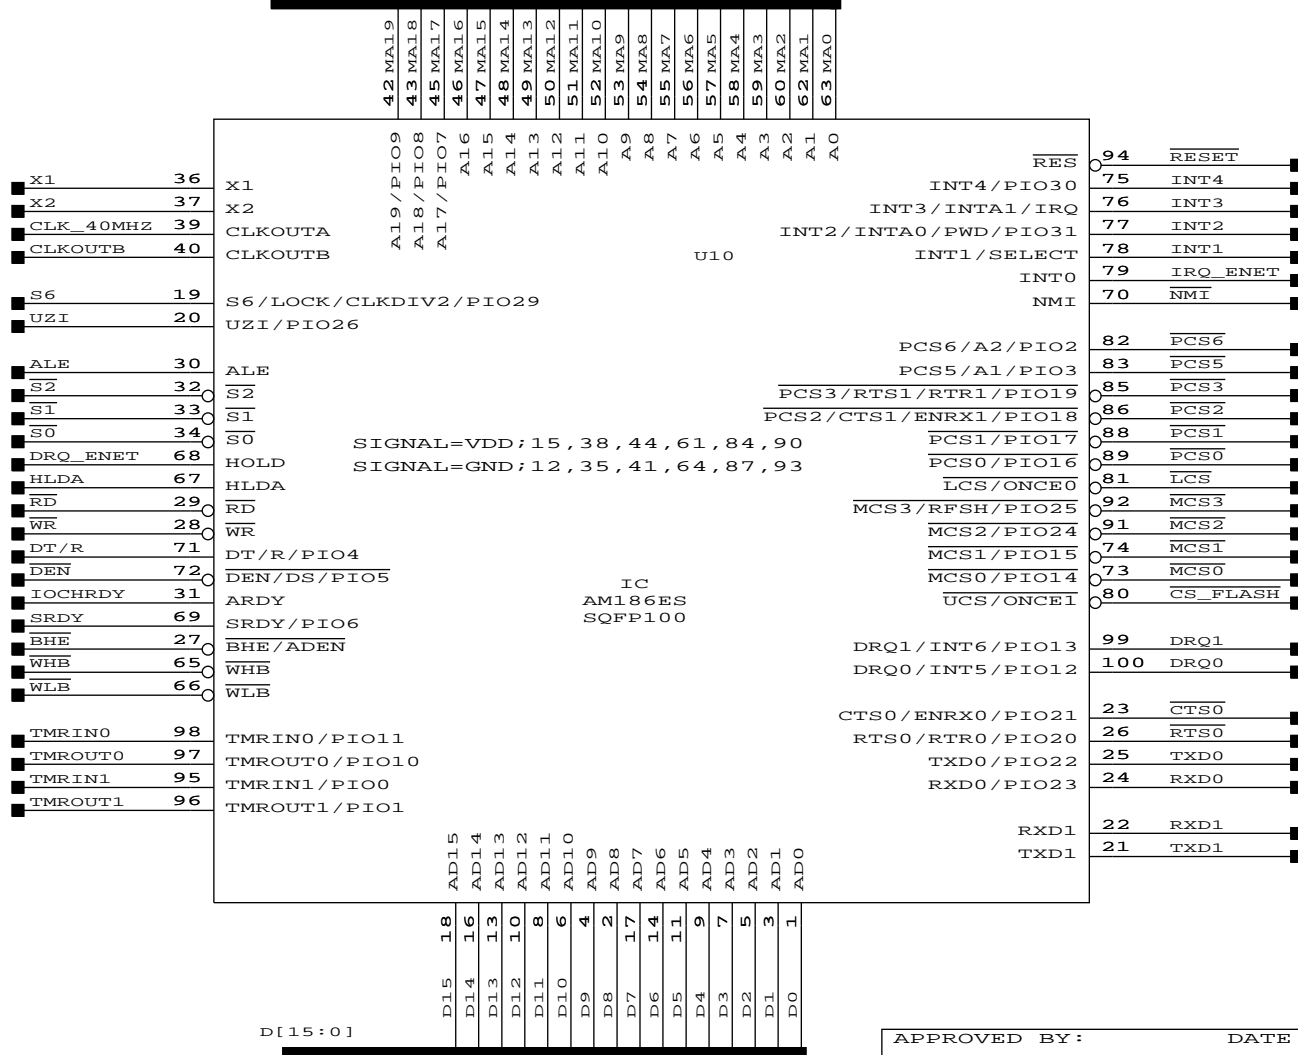 42 MA19
43 MA18
45 MA17
46 MA16
47 MA15
48 MA14
49 MA13
50 MA12
51 MA11
52 MA10
53 MA9
54 MA8
55 MA7
56 MA6
57 MA5
58 MA4
59 MA3
60 MA2
62 MA1
63 MA0
A19/PIO9
A18/PIO8
A17/PIO7
A16
A15
A14
A13
A12
A11
A10
A9
A8
A7
A6
A5
A4
A3
A2
A1
A0
X1 36 X1
X2 37 X2
CLK_40MHZ 39 CLKOUTA
CLKOUTB 40 CLKOUTB
S6 19 S6/LOCK/CLKDIV2/PIO29
UZI 20 UZI/PIO26
ALE 30 ALE
S2 32 S2
S1 33 S1
S0 34 S0
DRQ_ENET 68 HOLD
HLDA 67 HLDA
RD 29 RD
WR 28 WR
DT/R 71 DT/R/PIO4
DEN 72 DEN/DS/PIO5
IOCHRDY 31 ARDY
SRDY 69 SRDY/PIO6
BHE 27 BHE/ADEN
WHB 65 WHB
WLB 66 WLB
TMRIN0 98 TMRIN0/PIO11
TMROUT0 97 TMROUT0/PIO10
TMRIN1 95 TMRIN1/PIO0
TMROUT1 96 TMROUT1/PIO1
U10
SIGNAL=VDD;15,38,44,61,84,90
SIGNAL=GND;12,35,41,64,87,93
IC
AM186ES
SQFP100
RES 94 RESET
INT4/PIO30 75 INT4
INT3/INTA1/IRQ 76 INT3
INT2/INTA0/PWD/PIO31 77 INT2
INT1/SELECT 78 INT1
INT0 79 IRQ_ENET
NMI 70 NMI
PCS6/A2/PIO2 82 PCS6
PCS5/A1/PIO3 83 PCS5
PCS3/RTS1/RTR1/PIO19 85 PCS3
PCS2/CTS1/ENRX1/PIO18 86 PCS2
PCS1/PIO17 88 PCS1
PCS0/PIO16 89 PCS0
LCS/ONCE0 81 LCS
MCS3/RFSH/PIO25 92 MCS3
MCS2/PIO24 91 MCS2
MCS1/PIO15 74 MCS1
MCS0/PIO14 73 MCS0
UCS/ONCE1 80 CS_FLASH
DRQ1/INT6/PIO13 99 DRQ1
DRQ0/INT5/PIO12 100 DRQ0
CTS0/ENRX0/PIO21 23 CTS0
RTS0/RTR0/PIO20 26 RTS0
TXD0/PIO22 25 TXD0
RXD0/PIO23 24 RXD0
RXD1 22 RXD1
TXD1 21 TXD1
AD15 18 D15
AD14 16 D14
AD13 13 D13
AD12 10 D12
AD11 8 D11
AD10 6 D10
AD9 4 D9
AD8 2 D8
AD7 17 D7
AD6 14 D6
AD5 11 D5
AD4 9 D4
AD3 7 D3
AD2 5 D2
AD1 3 D1
AD0 1 D0
D[15:0]
APPROVED BY: DATE